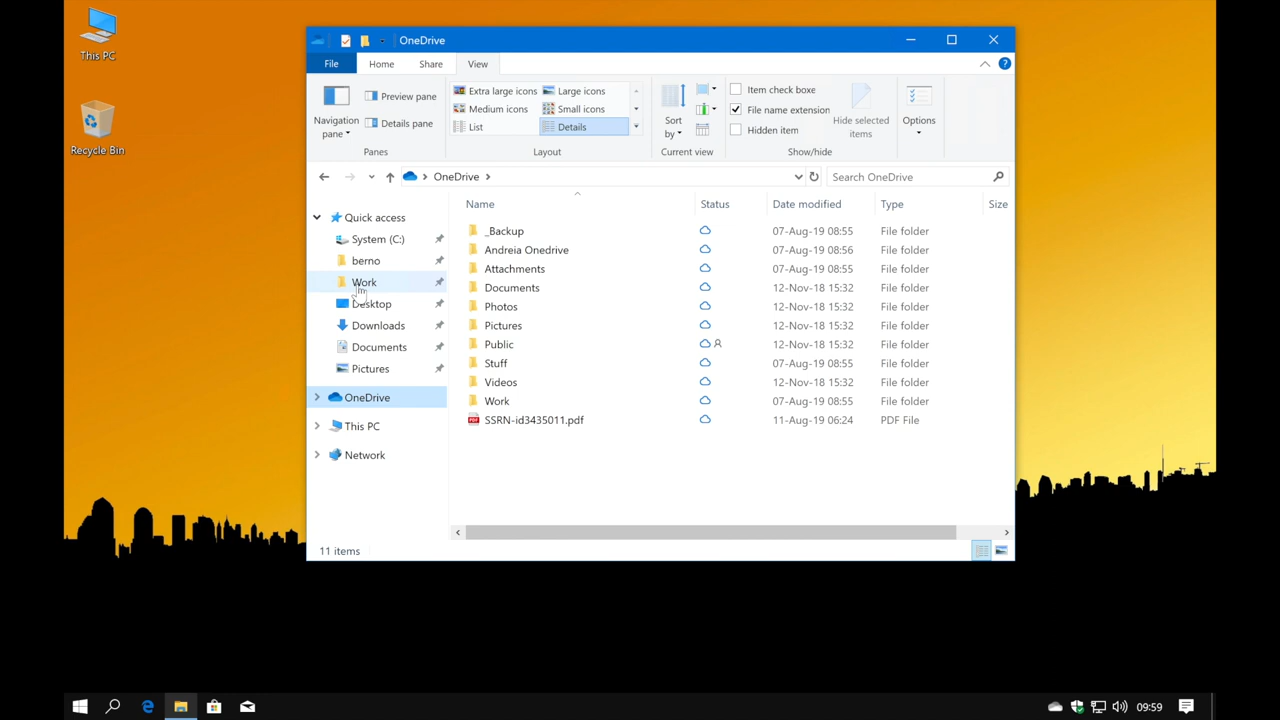 This PC
Recycle Bin
OneDrive
File Home Share View
Navigation pane
Preview pane
Details pane
Panes
Extra large icons Large icons
Medium icons Small icons
List Details
Layout
Sort by
Current view
Item check boxe
File name extension
Hidden item
Hide selected items
Show/hide
Options
OneDrive
Search OneDrive
Quick access
System (C:)
berno
Work
Desktop
Downloads
Documents
Pictures
OneDrive
This PC
Network
Name Status Date modified Type Size
_Backup 07-Aug-19 08:55 File folder
Andreia Onedrive 07-Aug-19 08:56 File folder
Attachments 07-Aug-19 08:55 File folder
Documents 12-Nov-18 15:32 File folder
Photos 12-Nov-18 15:32 File folder
Pictures 12-Nov-18 15:32 File folder
Public 12-Nov-18 15:32 File folder
Stuff 07-Aug-19 08:55 File folder
Videos 12-Nov-18 15:32 File folder
Work 07-Aug-19 08:55 File folder
SSRN-id3435011.pdf 11-Aug-19 06:24 PDF File
11 items
09:59